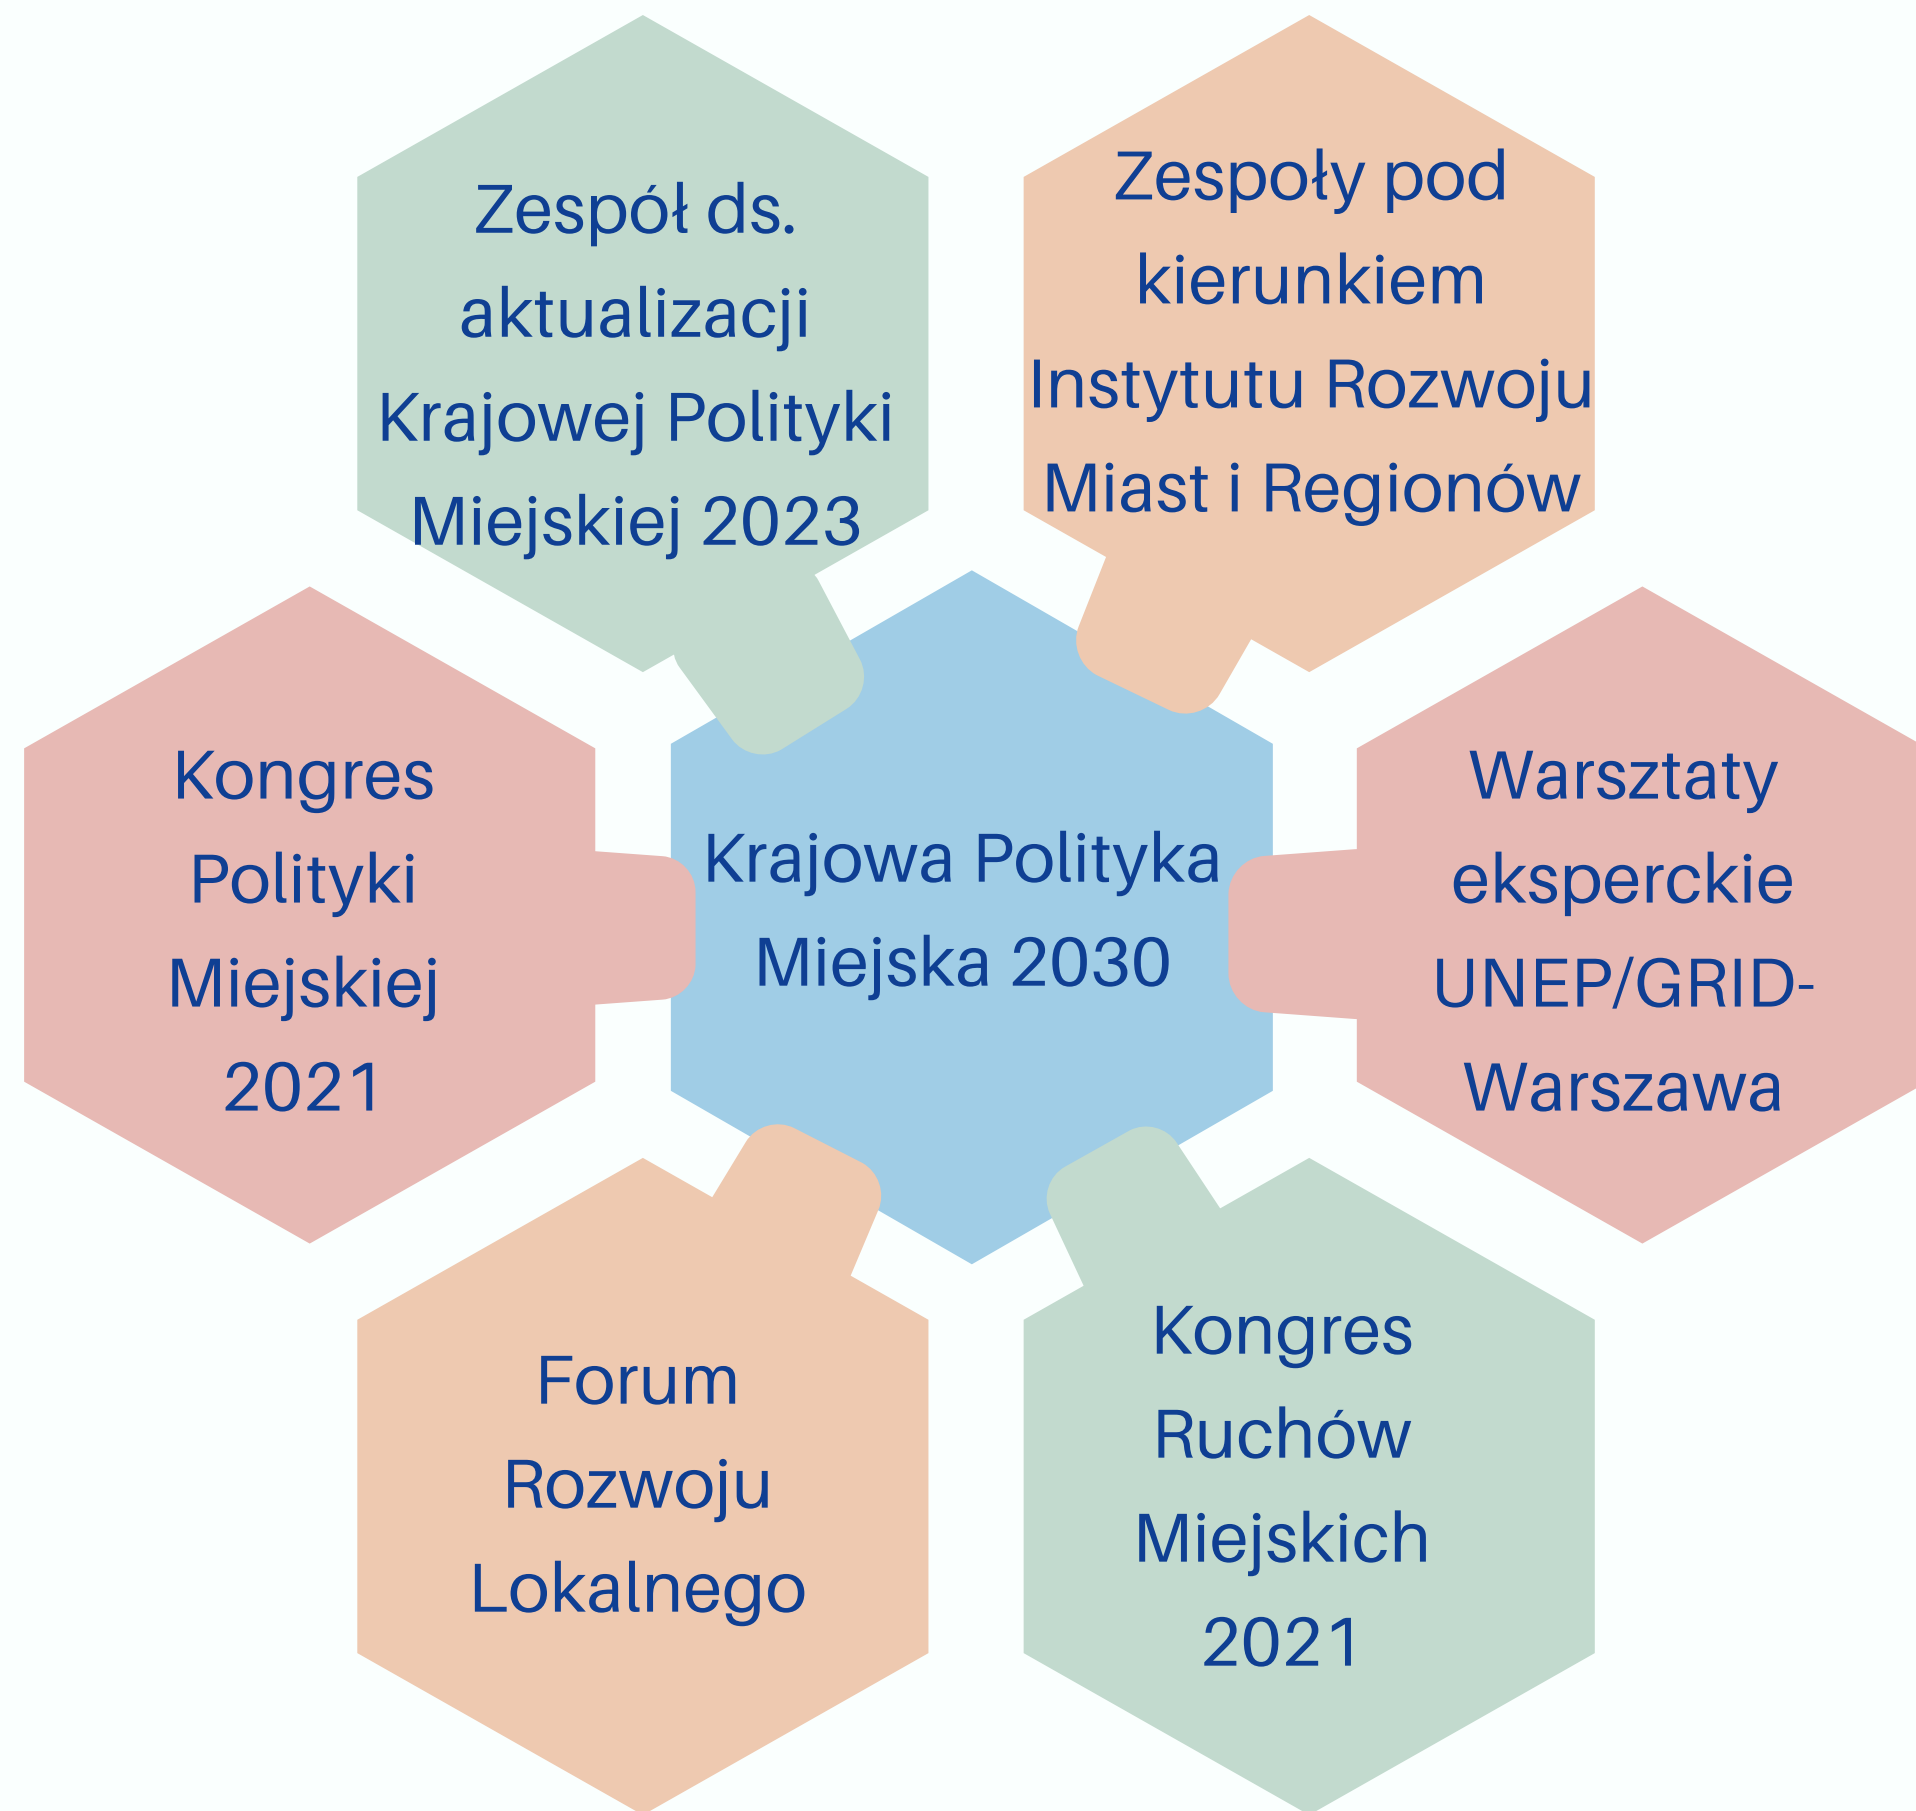 Zespół ds.
aktualizacji
Krajowej Polityki
Miejskiej 2023
Zespoły pod
kierunkiem
Instytutu Rozwoju
Miast i Regionów
Kongres
Polityki
Miejskiej
2021
Krajowa Polityka
Miejska 2030
Warsztaty
eksperckie
UNEP/GRID-
Warszawa
Forum
Rozwoju
Lokalnego
Kongres
Ruchów
Miejskich
2021